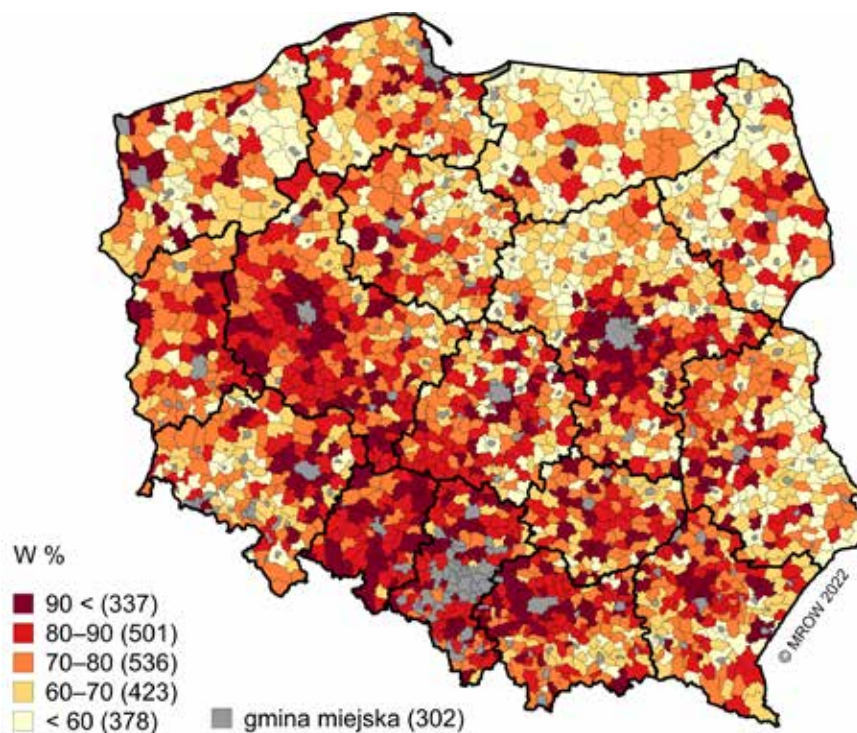 W %
90 < (337)
80–90 (501)
70–80 (536)
60–70 (423)
< 60 (378)
gmina miejska (302)
© MROW 2022